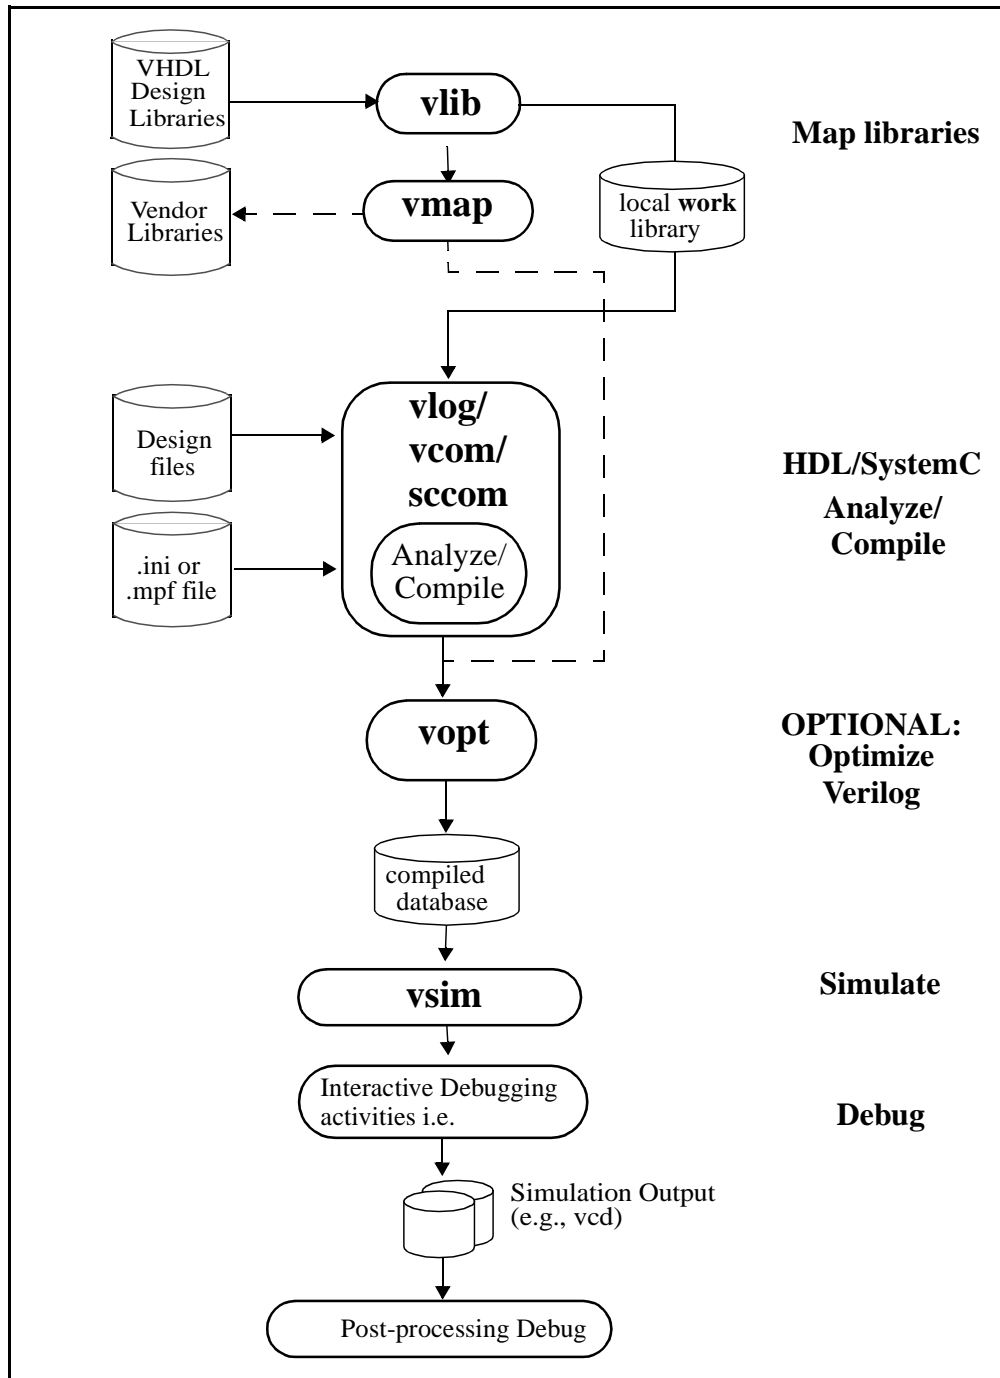 VHDL
Design
Libraries
vlib
Map libraries
Vendor
Libraries
vmap
local work
library
Design
files
.ini or
.mpf file
vlog/
vcom/
sccom
Analyze/
Compile
HDL/SystemC
Analyze/
Compile
vopt
OPTIONAL:
Optimize
Verilog
compiled
database
vsim
Simulate
Interactive Debugging
activities i.e.
Debug
Simulation Output
(e.g., vcd)
Post-processing Debug